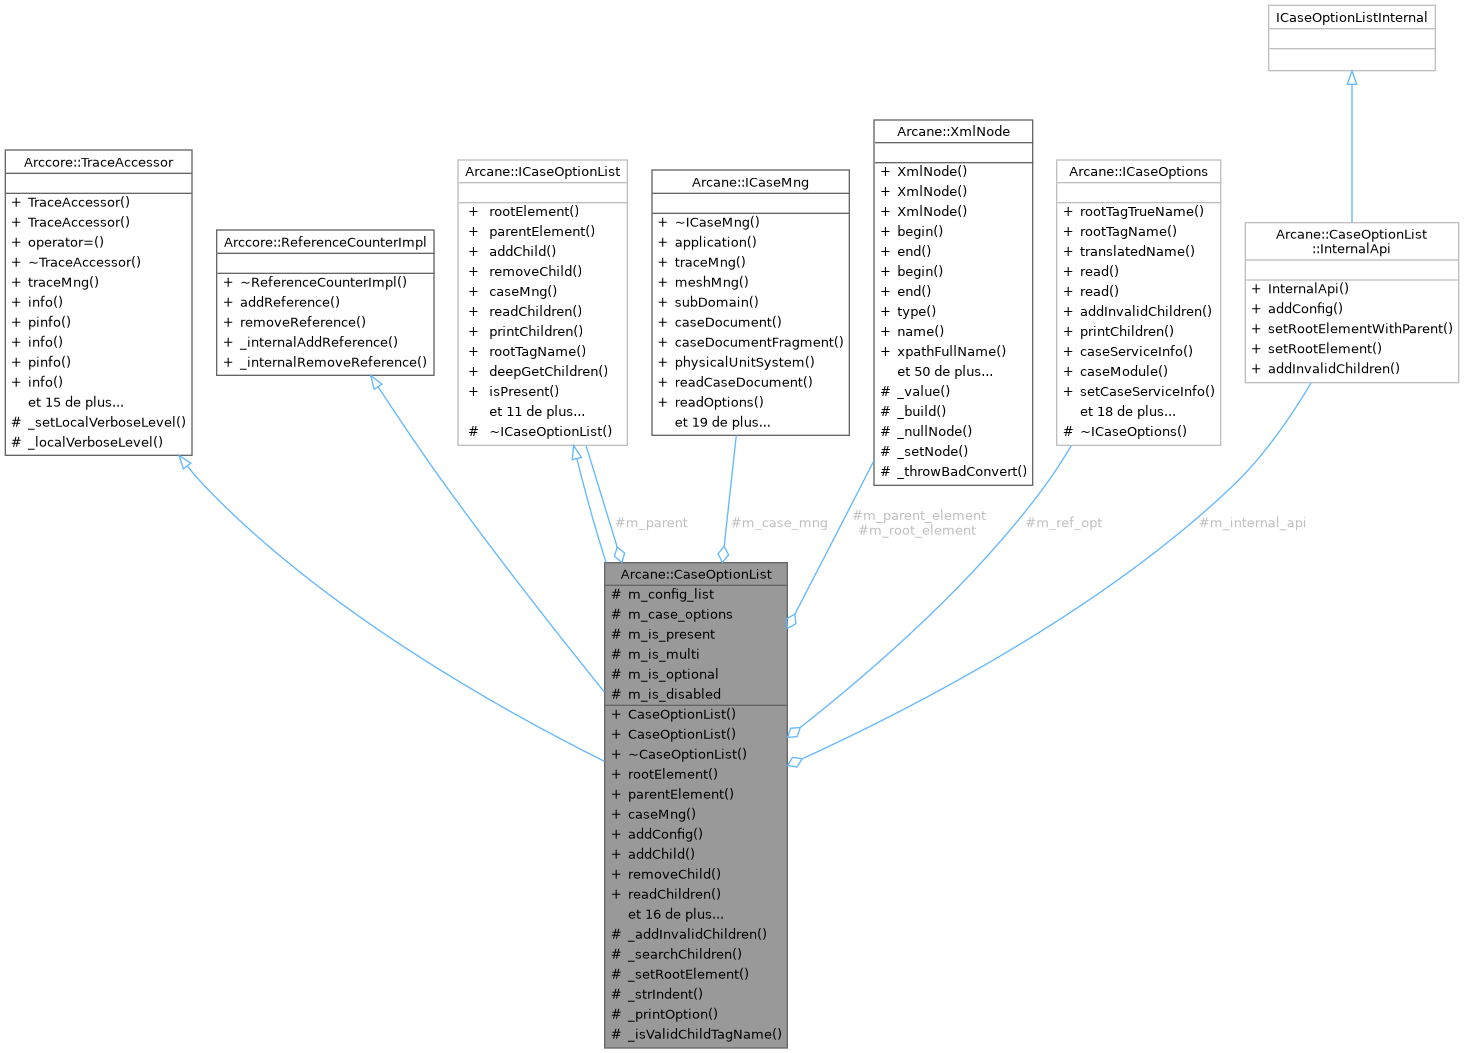 ICaseOptionListInternal
Arccore::TraceAccessor
+ TraceAccessor()
+ TraceAccessor()
+ operator=()
+ ~TraceAccessor()
+ traceMng()
+ info()
+ pinfo()
+ info()
+ pinfo()
+ info()
et 15 de plus...
# _setLocalVerboseLevel()
# _localVerboseLevel()
Arccore::ReferenceCounterImpl
+ ~ReferenceCounterImpl()
+ addReference()
+ removeReference()
+ _internalAddReference()
+ _internalRemoveReference()
Arcane::ICaseOptionList
+ rootElement()
+ parentElement()
+ addChild()
+ removeChild()
+ caseMng()
+ readChildren()
+ printChildren()
+ rootTagName()
+ deepGetChildren()
+ isPresent()
et 11 de plus...
# ~ICaseOptionList()
Arcane::ICaseMng
+ ~ICaseMng()
+ application()
+ traceMng()
+ meshMng()
+ subDomain()
+ caseDocument()
+ caseDocumentFragment()
+ physicalUnitSystem()
+ readCaseDocument()
+ readOptions()
et 19 de plus...
Arcane::XmlNode
+ XmlNode()
+ XmlNode()
+ XmlNode()
+ begin()
+ end()
+ begin()
+ end()
+ type()
+ name()
+ xpathFullName()
et 50 de plus...
# _value()
# _build()
# _nullNode()
# _setNode()
# _throwBadConvert()
Arcane::ICaseOptions
+ rootTagTrueName()
+ rootTagName()
+ translatedName()
+ read()
+ read()
+ addInvalidChildren()
+ printChildren()
+ caseServiceInfo()
+ caseModule()
+ setCaseServiceInfo()
et 18 de plus...
# ~ICaseOptions()
Arcane::CaseOptionList
::InternalApi
+ InternalApi()
+ addConfig()
+ setRootElementWithParent()
+ setRootElement()
+ addInvalidChildren()
#m_parent
#m_case_mng
#m_parent_element
#m_root_element
#m_ref_opt
#m_internal_api
Arcane::CaseOptionList
# m_config_list
# m_case_options
# m_is_present
# m_is_multi
# m_is_optional
# m_is_disabled
+ CaseOptionList()
+ CaseOptionList()
+ ~CaseOptionList()
+ rootElement()
+ parentElement()
+ caseMng()
+ addConfig()
+ addChild()
+ removeChild()
+ readChildren()
et 16 de plus...
# _addInvalidChildren()
# _searchChildren()
# _setRootElement()
# _strIndent()
# _printOption()
# _isValidChildTagName()